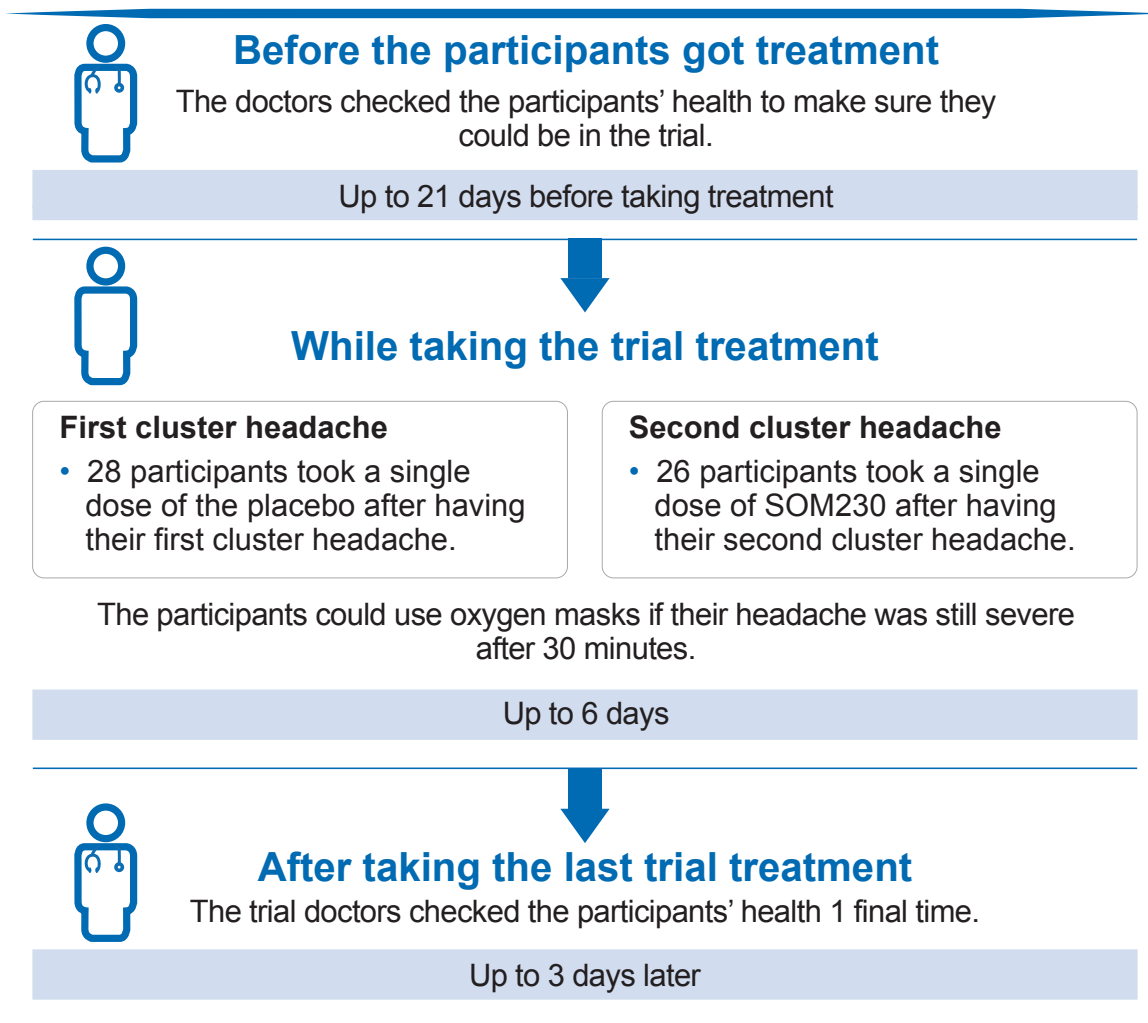 Before the participants got treatment
The doctors checked the participants’ health to make sure they
could be in the trial.
Up to 21 days before taking treatment
While taking the trial treatment
First cluster headache
• 28 participants took a single
dose of the placebo after having
their first cluster headache.
Second cluster headache
• 26 participants took a single
dose of SOM230 after having
their second cluster headache.
The participants could use oxygen masks if their headache was still severe
after 30 minutes.
Up to 6 days
After taking the last trial treatment
The trial doctors checked the participants’ health 1 final time.
Up to 3 days later